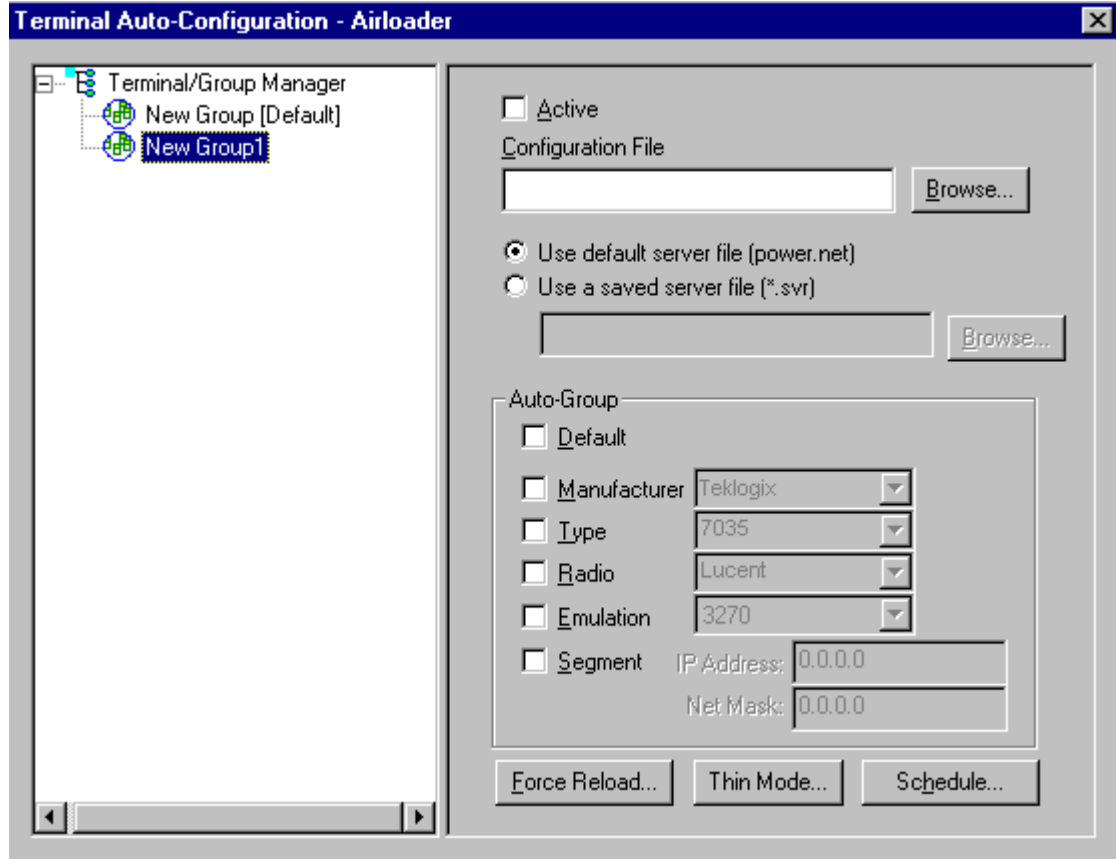 Terminal Auto-Configuration - Airloader
Terminal/Group Manager
New Group [Default]
New Group1
Active
Configuration File
Browse...
Use default server file (power.net)
Use a saved server file (*.svr)
Browse...
Auto-Group
Default
Manufacturer Teklogix
Type 7035
Radio Lucent
Emulation 3270
Segment IP Address: 0.0.0.0
Net Mask: 0.0.0.0
Force Reload... Thin Mode... Schedule...